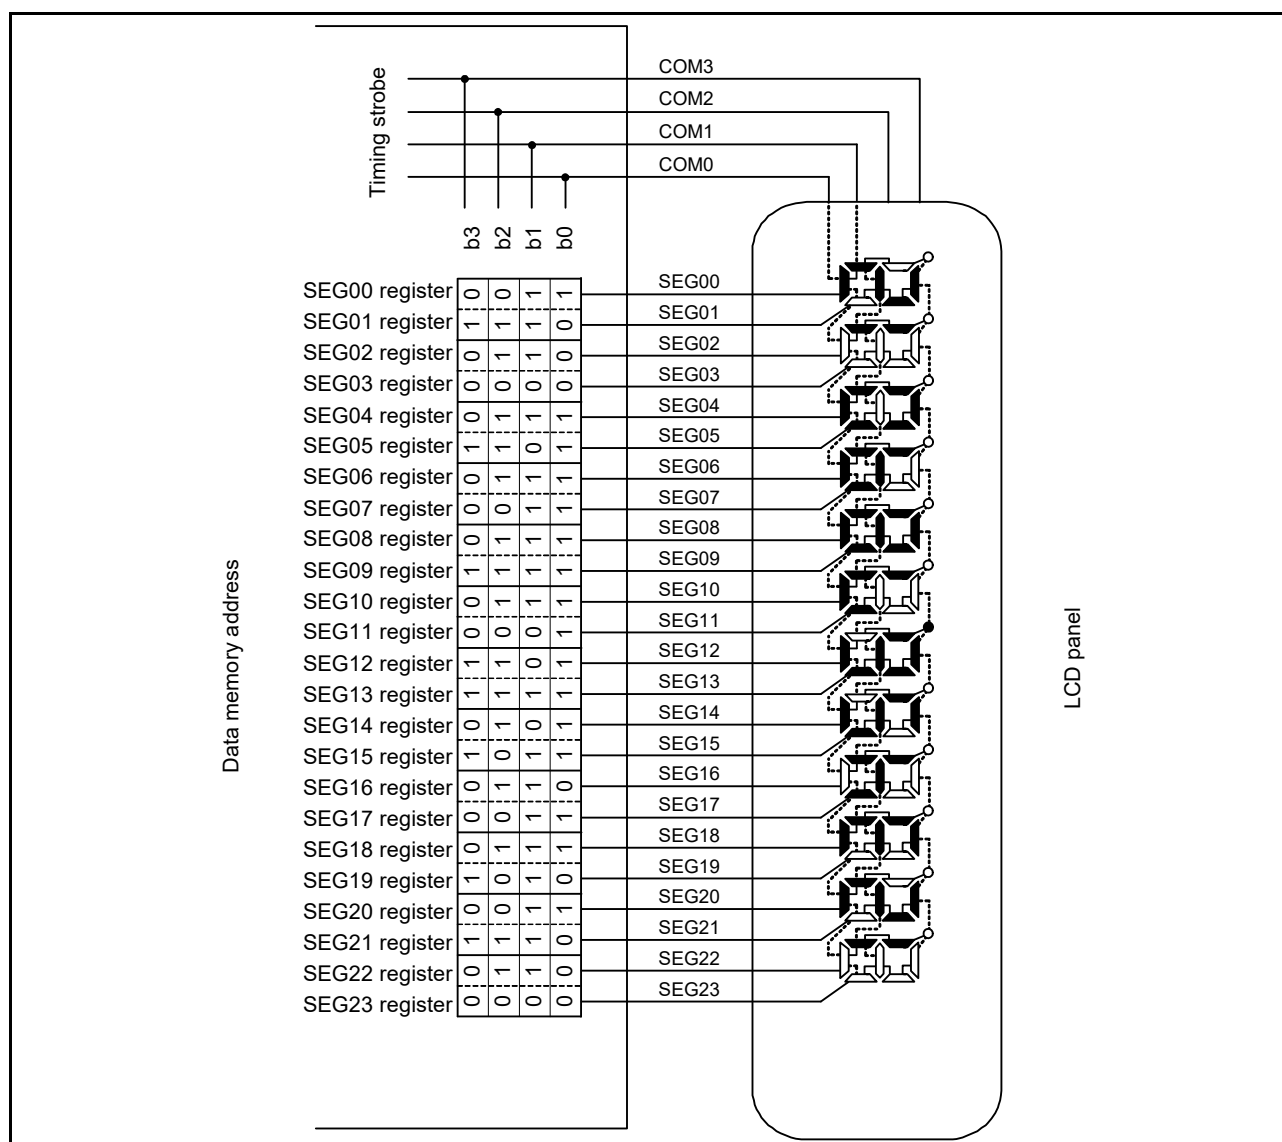 COM3
COM2
COM1
COM0
Timing strobe
b3 b2 b1 b0
SEG00 register 0 0 1 1 SEG00
SEG01 register 1 1 1 0 SEG01
SEG02 register 0 1 1 0 SEG02
SEG03 register 0 0 0 0 SEG03
SEG04 register 0 1 1 1 SEG04
SEG05 register 1 1 0 1 SEG05
SEG06 register 0 1 1 1 SEG06
SEG07 register 0 0 1 1 SEG07
SEG08 register 0 1 1 1 SEG08
SEG09 register 1 1 1 1 SEG09
SEG10 register 0 1 1 1 SEG10
SEG11 register 0 0 0 1 SEG11
SEG12 register 1 1 0 1 SEG12
SEG13 register 1 1 1 1 SEG13
SEG14 register 0 1 0 1 SEG14
SEG15 register 1 0 1 1 SEG15
SEG16 register 0 1 1 0 SEG16
SEG17 register 0 0 1 1 SEG17
SEG18 register 0 1 1 1 SEG18
SEG19 register 1 0 1 0 SEG19
SEG20 register 0 0 1 1 SEG20
SEG21 register 1 1 1 0 SEG21
SEG22 register 0 1 1 0 SEG22
SEG23 register 0 0 0 0 SEG23
Data memory address
LCD panel